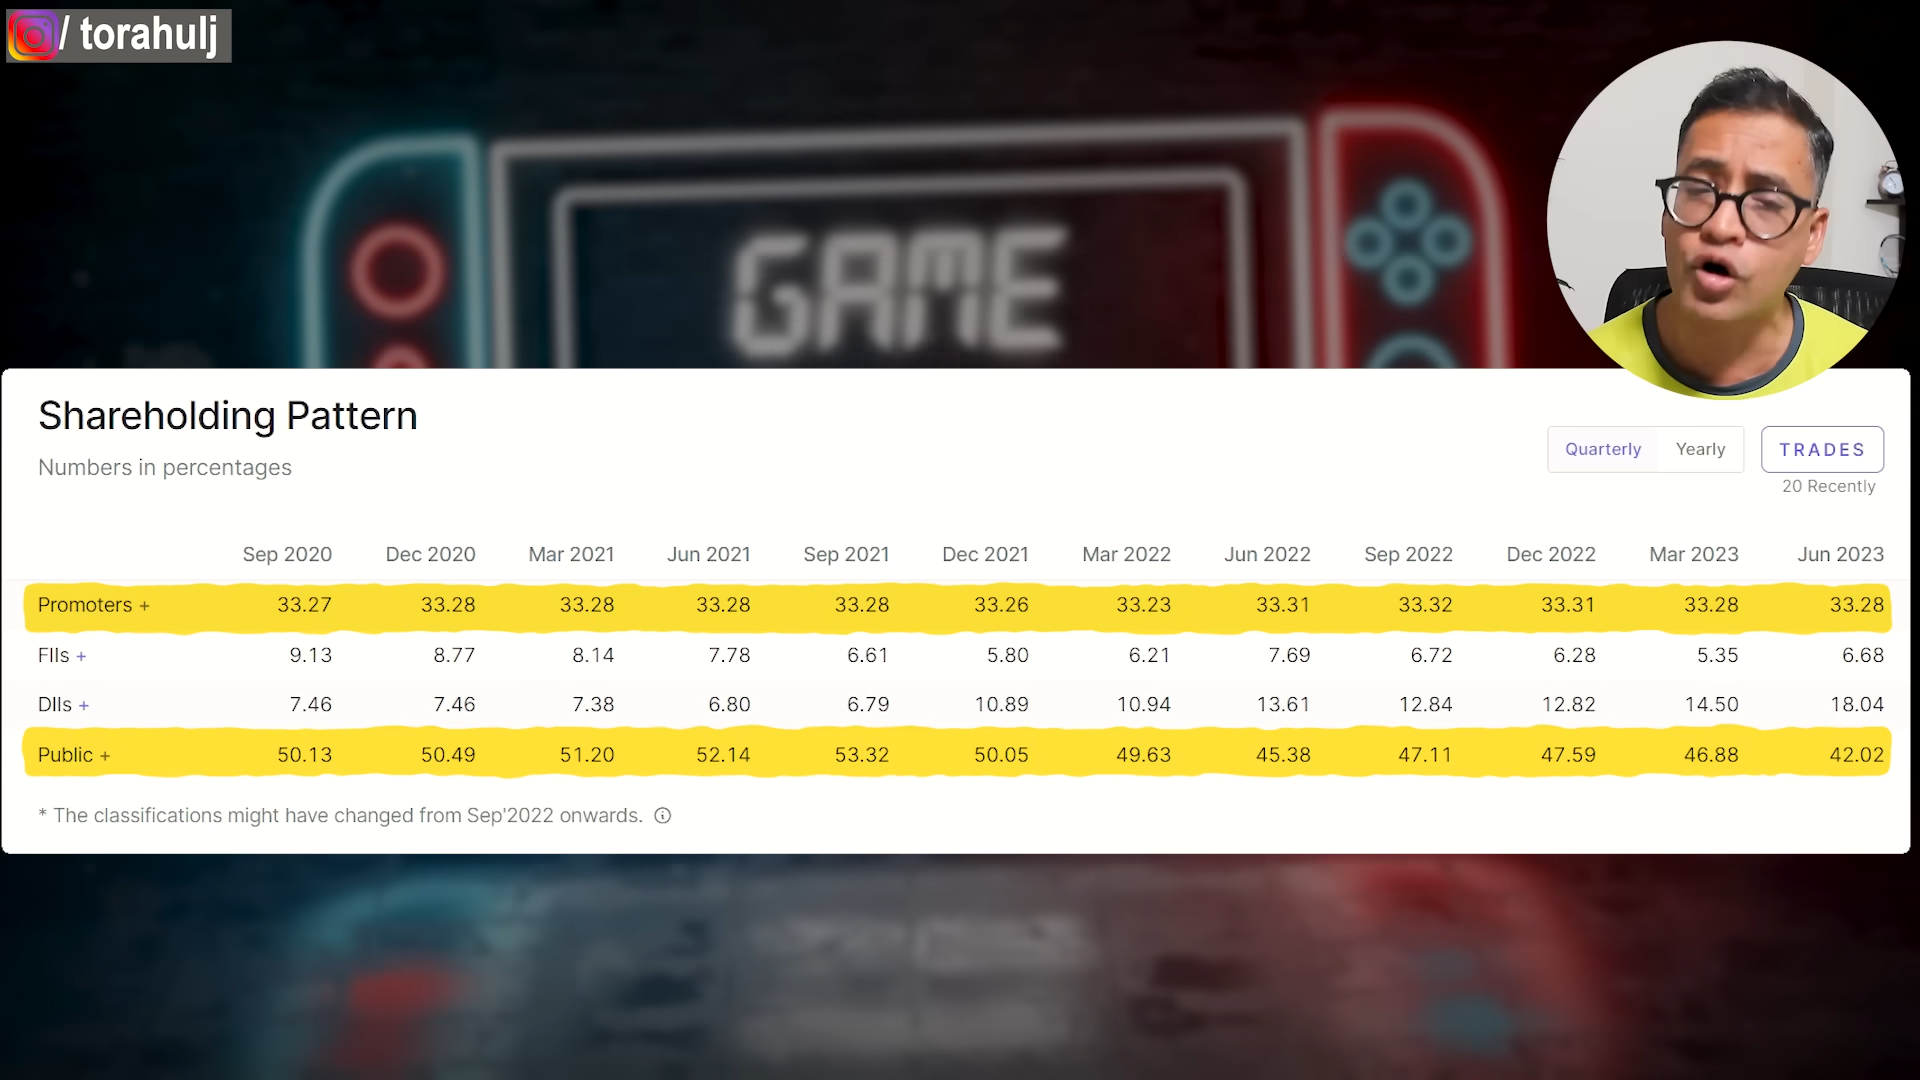 / torahulj
GAME
Shareholding Pattern
Numbers in percentages
Quarterly Yearly TRADES
20 Recently
Sep 2020 Dec 2020 Mar 2021 Jun 2021 Sep 2021 Dec 2021 Mar 2022 Jun 2022 Sep 2022 Dec 2022 Mar 2023 Jun 2023
Promoters + 33.27 33.28 33.28 33.28 33.28 33.26 33.23 33.31 33.32 33.31 33.28 33.28
FIIs + 9.13 8.77 8.14 7.78 6.61 5.80 6.21 7.69 6.72 6.28 5.35 6.68
DIIs + 7.46 7.46 7.38 6.80 6.79 10.89 10.94 13.61 12.84 12.82 14.50 18.04
Public + 50.13 50.49 51.20 52.14 53.32 50.05 49.63 45.38 47.11 47.59 46.88 42.02
* The classifications might have changed from Sep'2022 onwards.